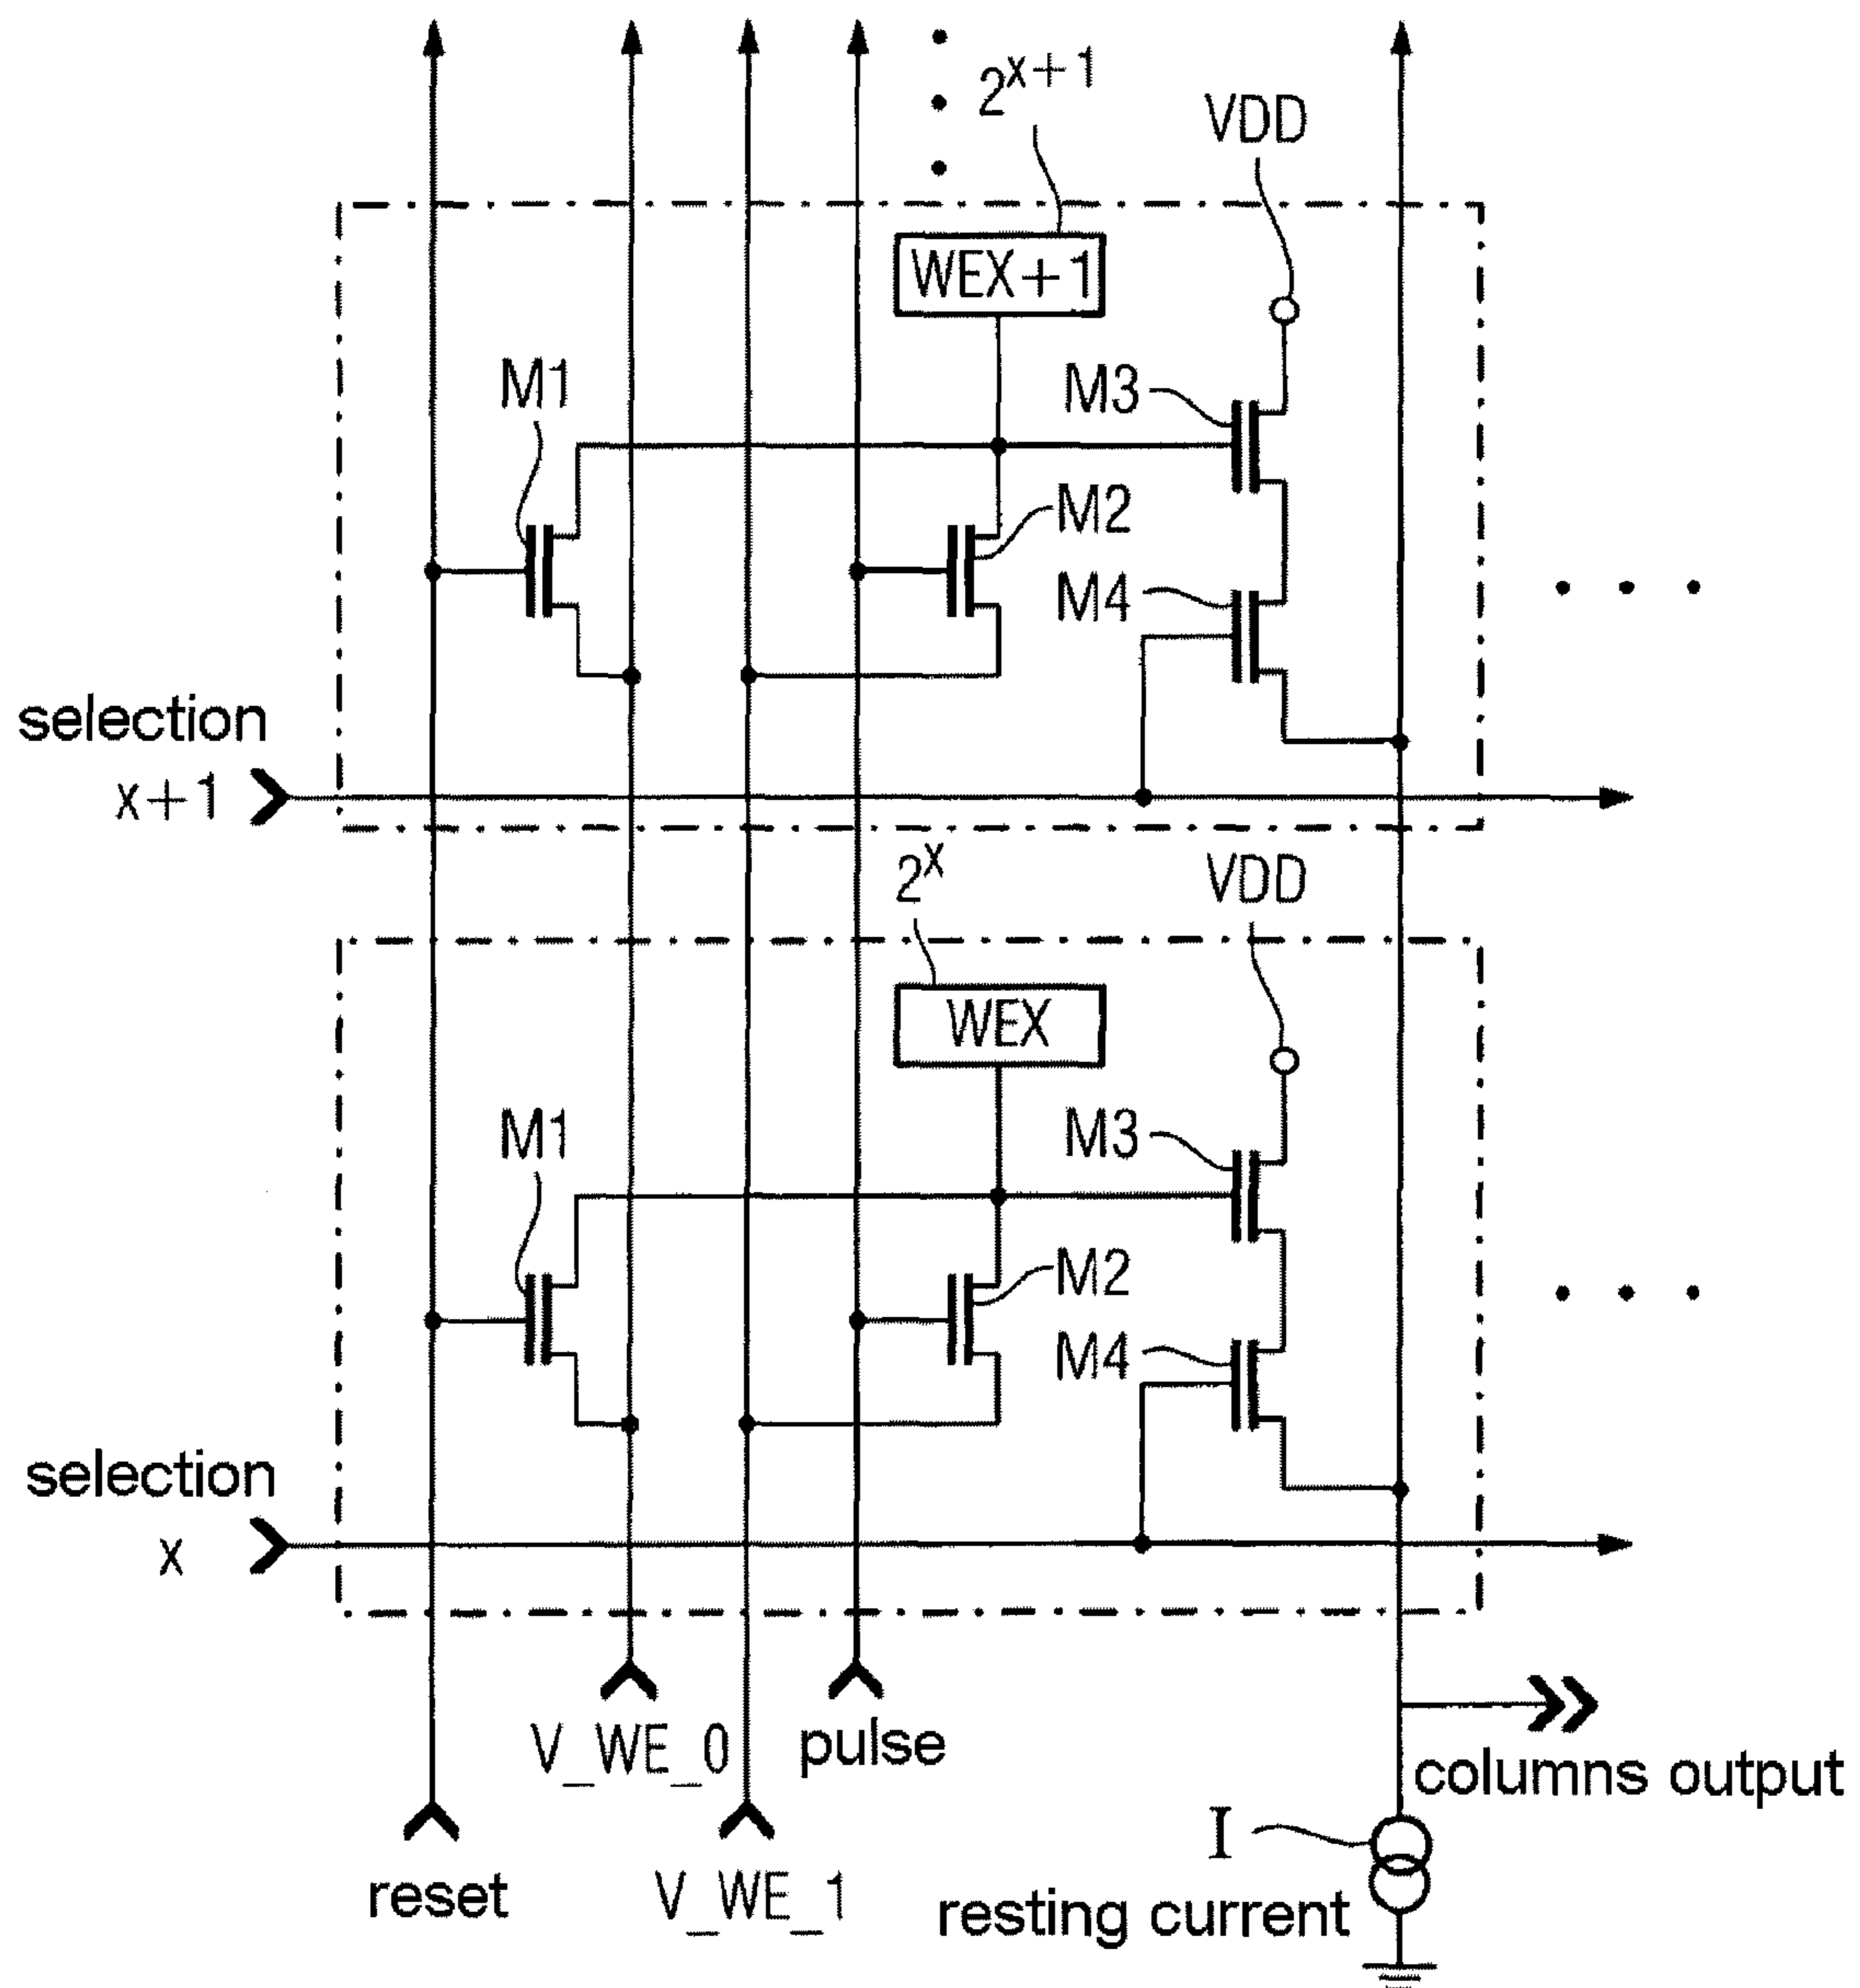 2^{x+1}
VDD
WEX+1
M1
M3
M2
M4
selection
x+1
2^x
VDD
WEX
M1
M3
M2
M4
selection
x
V_WE_0
pulse
columns output
reset
V_WE_1
I
resting current